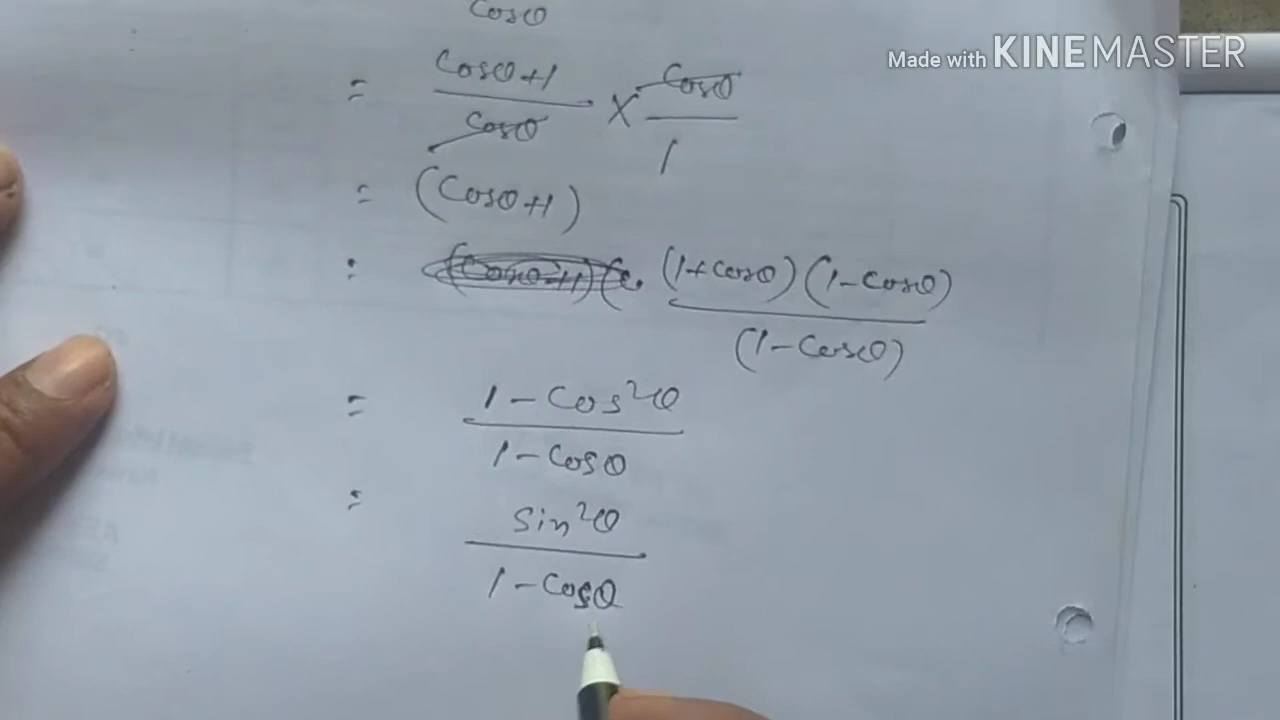 Cosθ
Made with KINEMASTER
= Cosθ+1 / Cosθ × Cosθ / 1
= (Cosθ+1)
= (1+Cosθ)(1-Cosθ) / (1-Cosθ)
= 1-Cos²θ / 1-Cosθ
= Sin²θ / 1-Cosθ